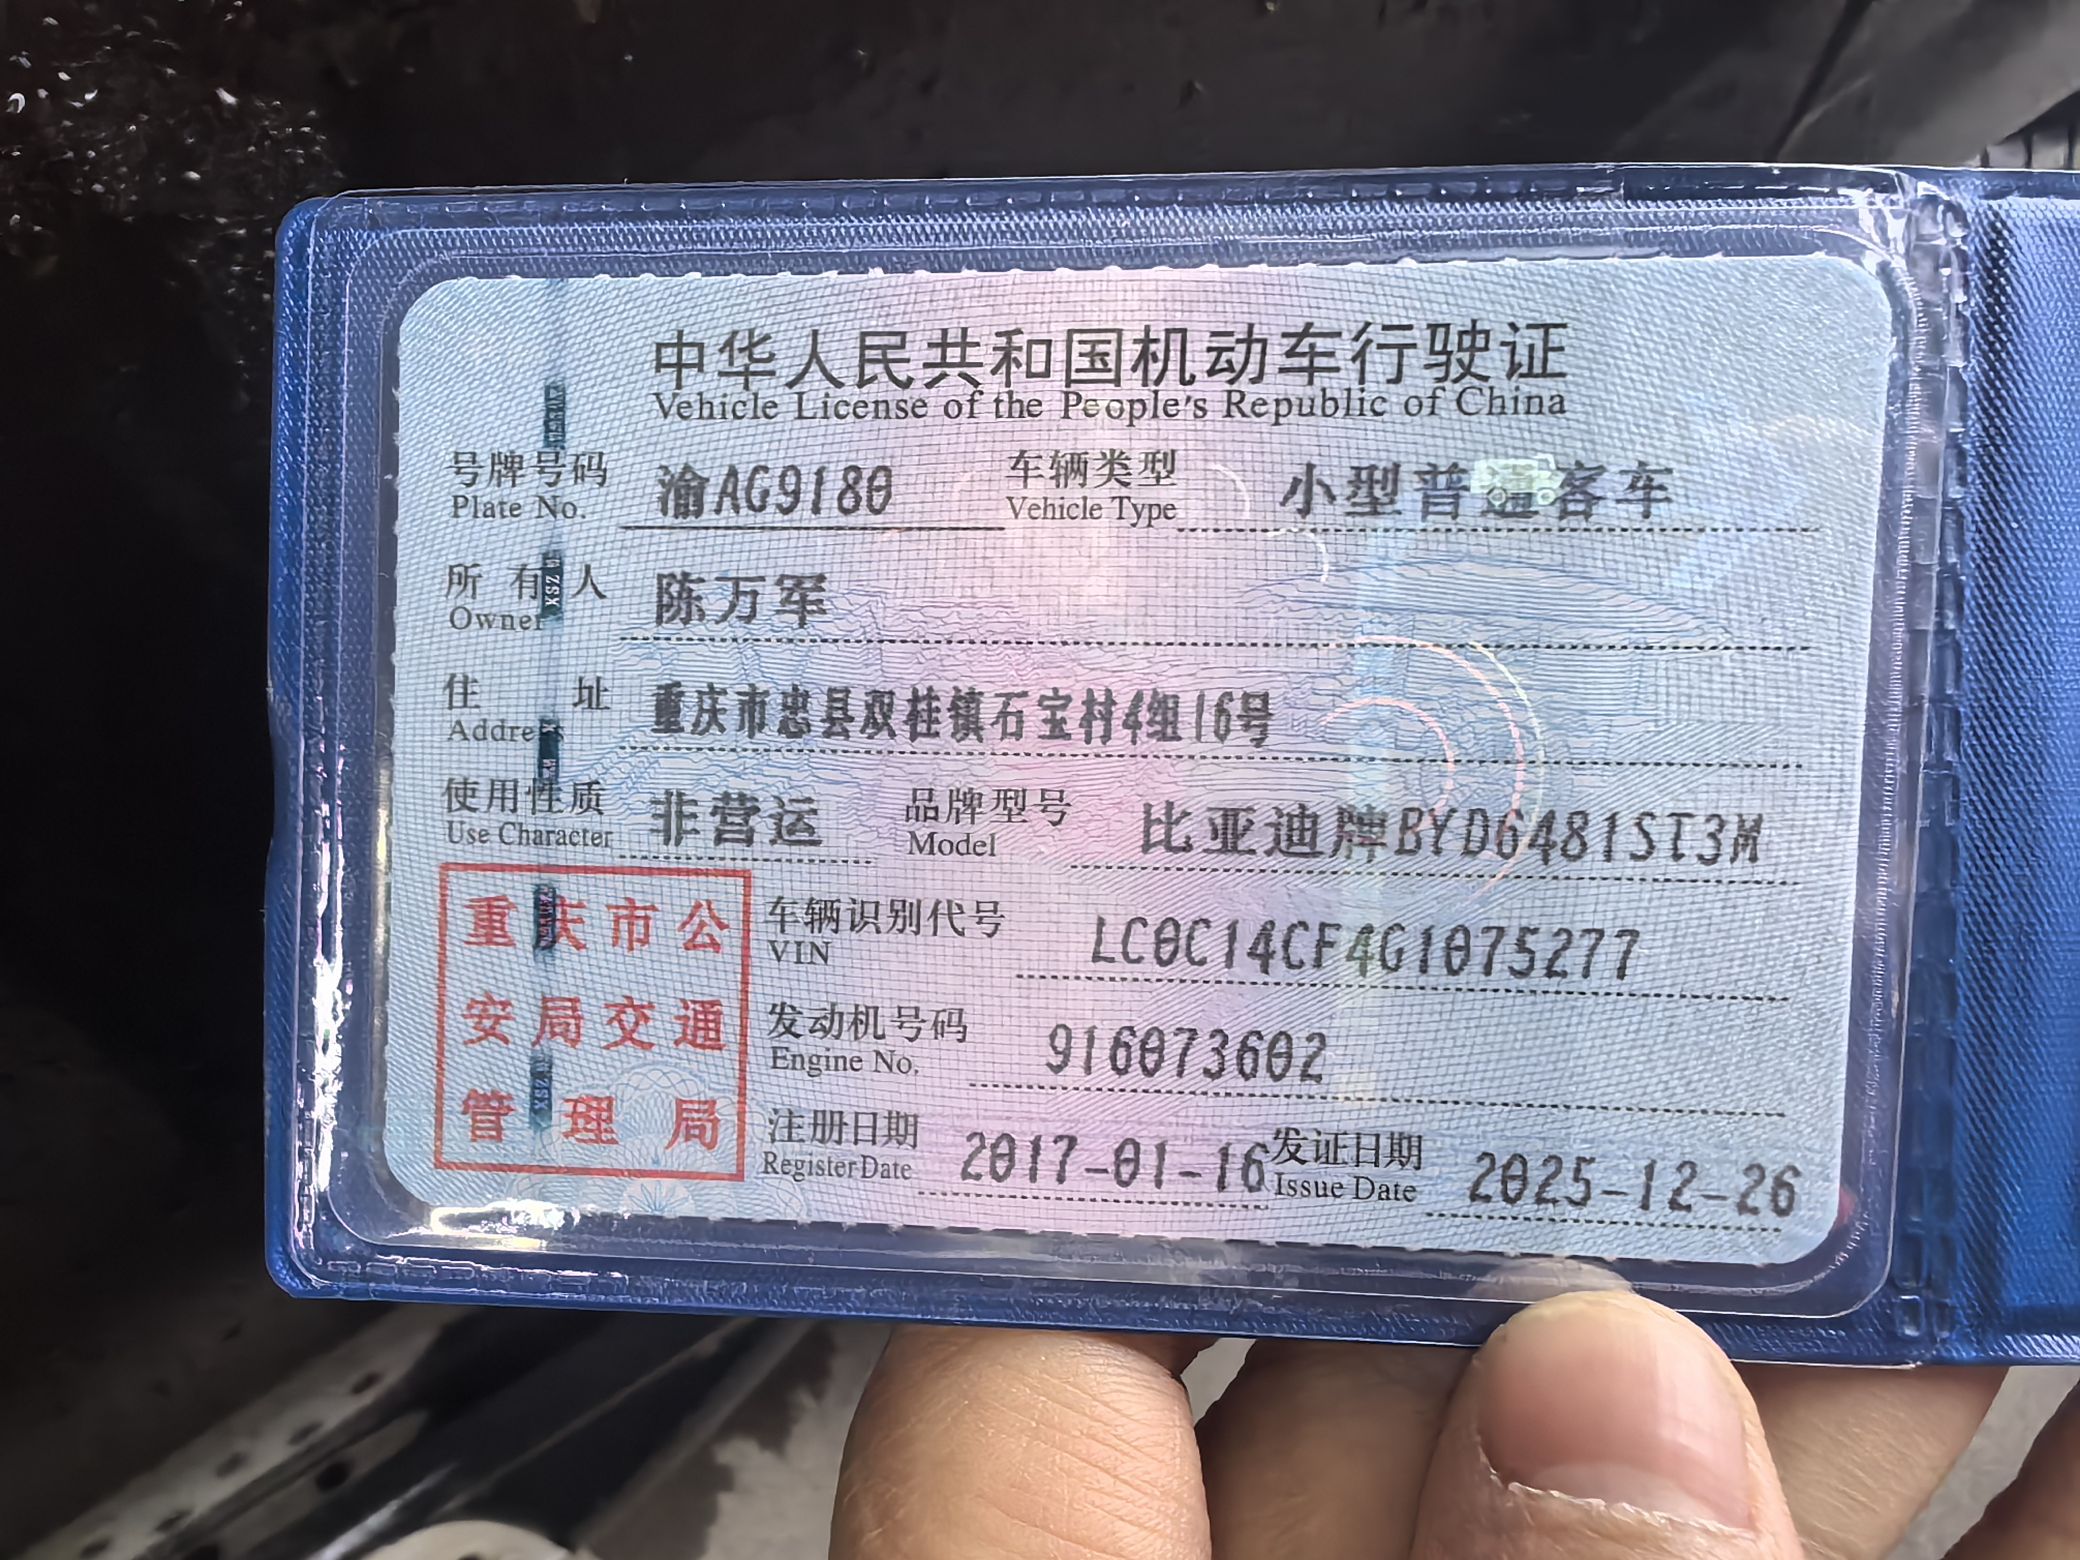 中华人民共和国机动车行驶证
Vehicle License of the People's Republic of China
号牌号码 渝AG9180 车辆类型 小型普通客车
Plate No. Vehicle Type
所有人 陈万军
Owner
住址 重庆市忠县双桂镇石宝村4组16号
Address
使用性质 非营运 品牌型号 比亚迪牌BYD6481ST3M
Use Character Model
重庆市公
安局交通
管理局
车辆识别代号 LC0C14CF4G1075277
VIN
发动机号码 916073602
Engine No.
注册日期 2017-01-16 发证日期 2025-12-26
Register Date Issue Date